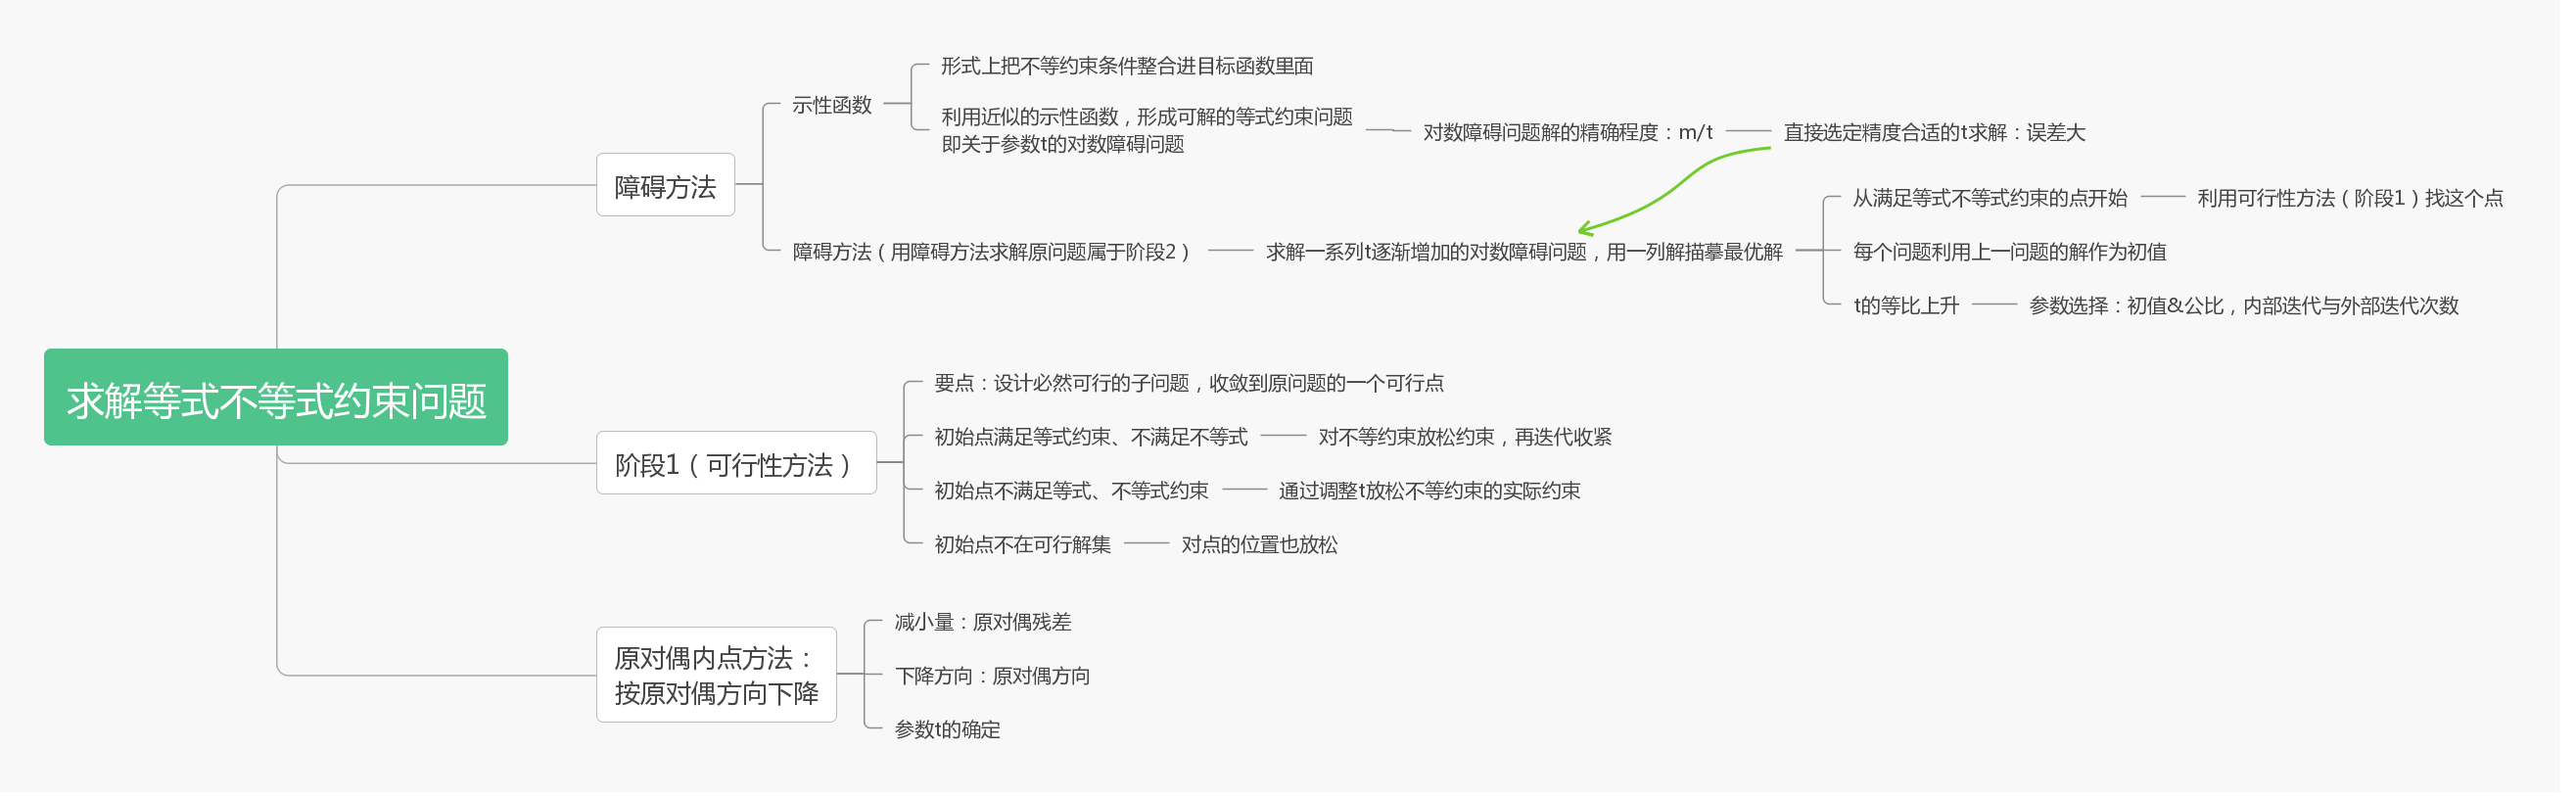 求解等式不等式约束问题
障碍方法
示性函数
形式上把不等约束条件整合进目标函数里面
利用近似的示性函数，形成可解的等式约束问题
即关于参数t的对数障碍问题
对数障碍问题解的精确程度：m/t
直接选定精度合适的t求解：误差大
障碍方法（用障碍方法求解原问题属于阶段2）
求解一系列t逐渐增加的对数障碍问题，用一列解描摹最优解
从满足等式不等式约束的点开始
利用可行性方法（阶段1）找这个点
每个问题利用上一问题的解作为初值
t的等比上升
参数选择：初值&公比，内部迭代与外部迭代次数
阶段1（可行性方法）
要点：设计必然可行的子问题，收敛到原问题的一个可行点
初始点满足等式约束、不满足不等式
对不等约束放松约束，再迭代收紧
初始点不满足等式、不等式约束
通过调整t放松不等约束的实际约束
初始点不在可行解集
对点的位置也放松
原对偶内点方法：
按原对偶方向下降
减小量：原对偶残差
下降方向：原对偶方向
参数t的确定